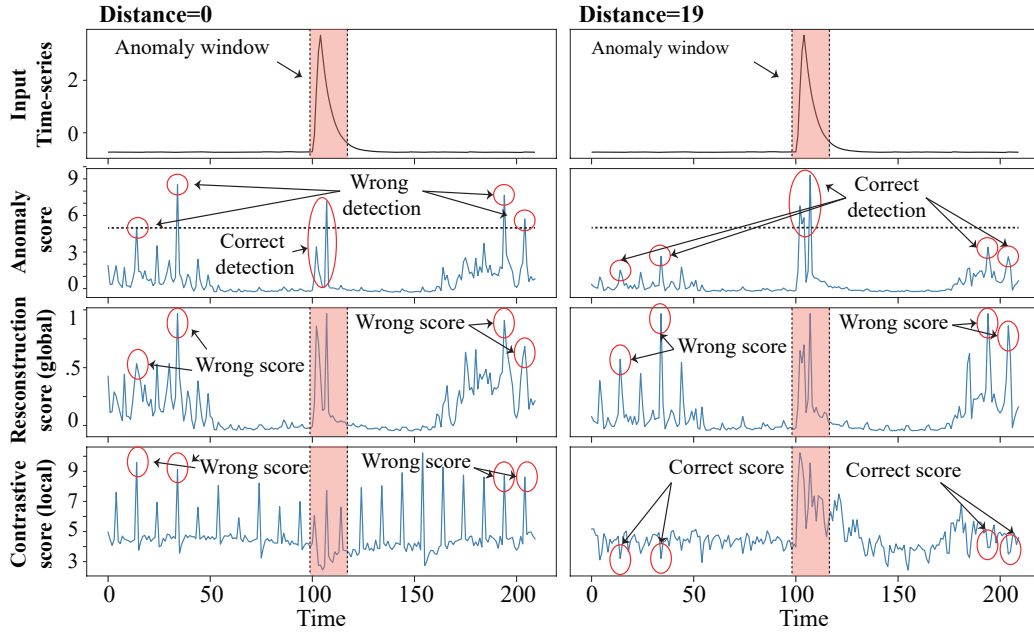 Distance=0
Distance=19
Input
Time-series
2
0
Anomaly window
Anomaly window
Anomaly
score
9
6
3
0
Wrong
detection
Correct
detection
Correct
detection
Resconstruction
score (global)
1
.5
0
Wrong score
Wrong score
Wrong score
Wrong score
Contrastive
score (local)
9
7
5
3
Wrong score
Wrong score
Correct score
Correct score
0
50
100
150
200
Time
0
50
100
150
200
Time